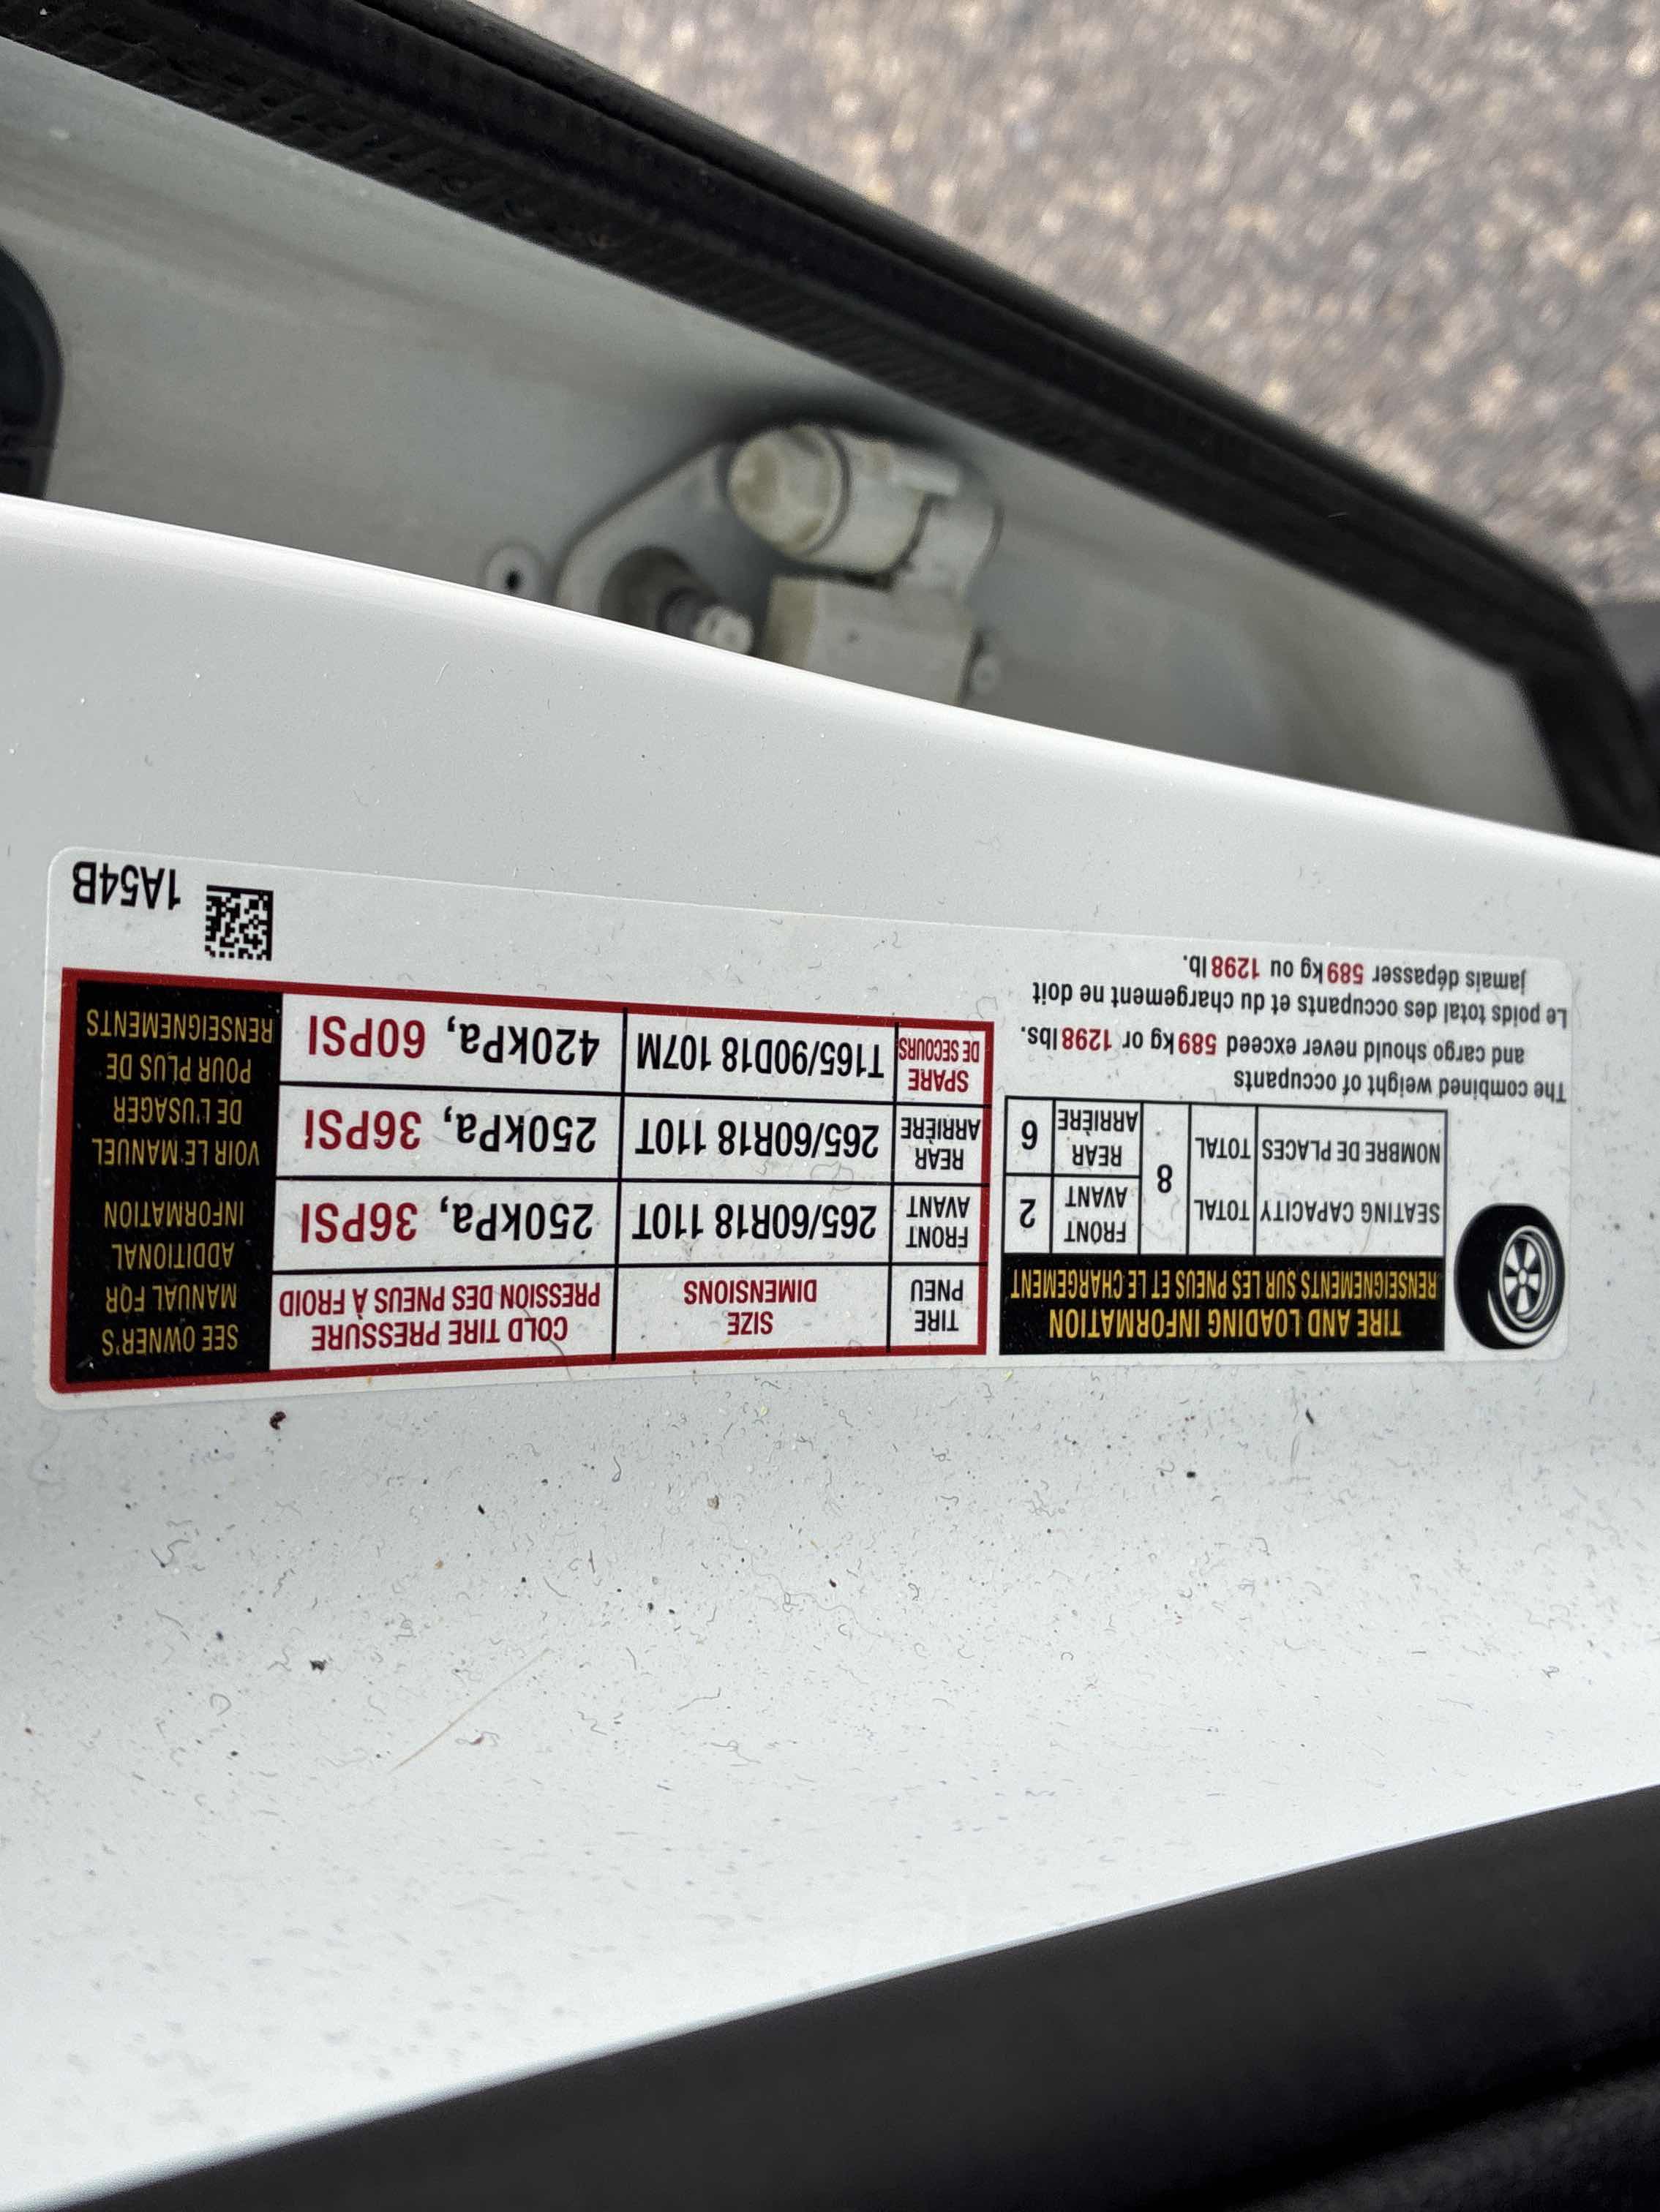 TIRE AND LOADING INFORMATION
RENSEIGNEMENTS SUR LES PNEUS ET LE CHARGEMENT
SEATING CAPACITY TOTAL 8 FRONT AVANT 2
NOMBRE DE PLACES TOTAL REAR ARRIÈRE 6
The combined weight of occupants
and cargo should never exceed 589 kg or 1298 lbs.
Le poids total des occupants et du chargement ne doit
jamais dépasser 589 kg ou 1298 lb.
TIRE PNEU SIZE DIMENSIONS COLD TIRE PRESSURE PRESSION DES PNEUS À FROID
FRONT AVANT 265/60R18 110T 250kPa, 36PSI
REAR ARRIÈRE 265/60R18 110T 250kPa, 36PSI
SPARE DE SECOURS T165/90D18 107M 420kPa, 60PSI
SEE OWNER'S
MANUAL FOR
ADDITIONAL
INFORMATION
VOIR LE MANUEL
DE L'USAGER
POUR PLUS DE
RENSEIGNEMENTS
1A54B